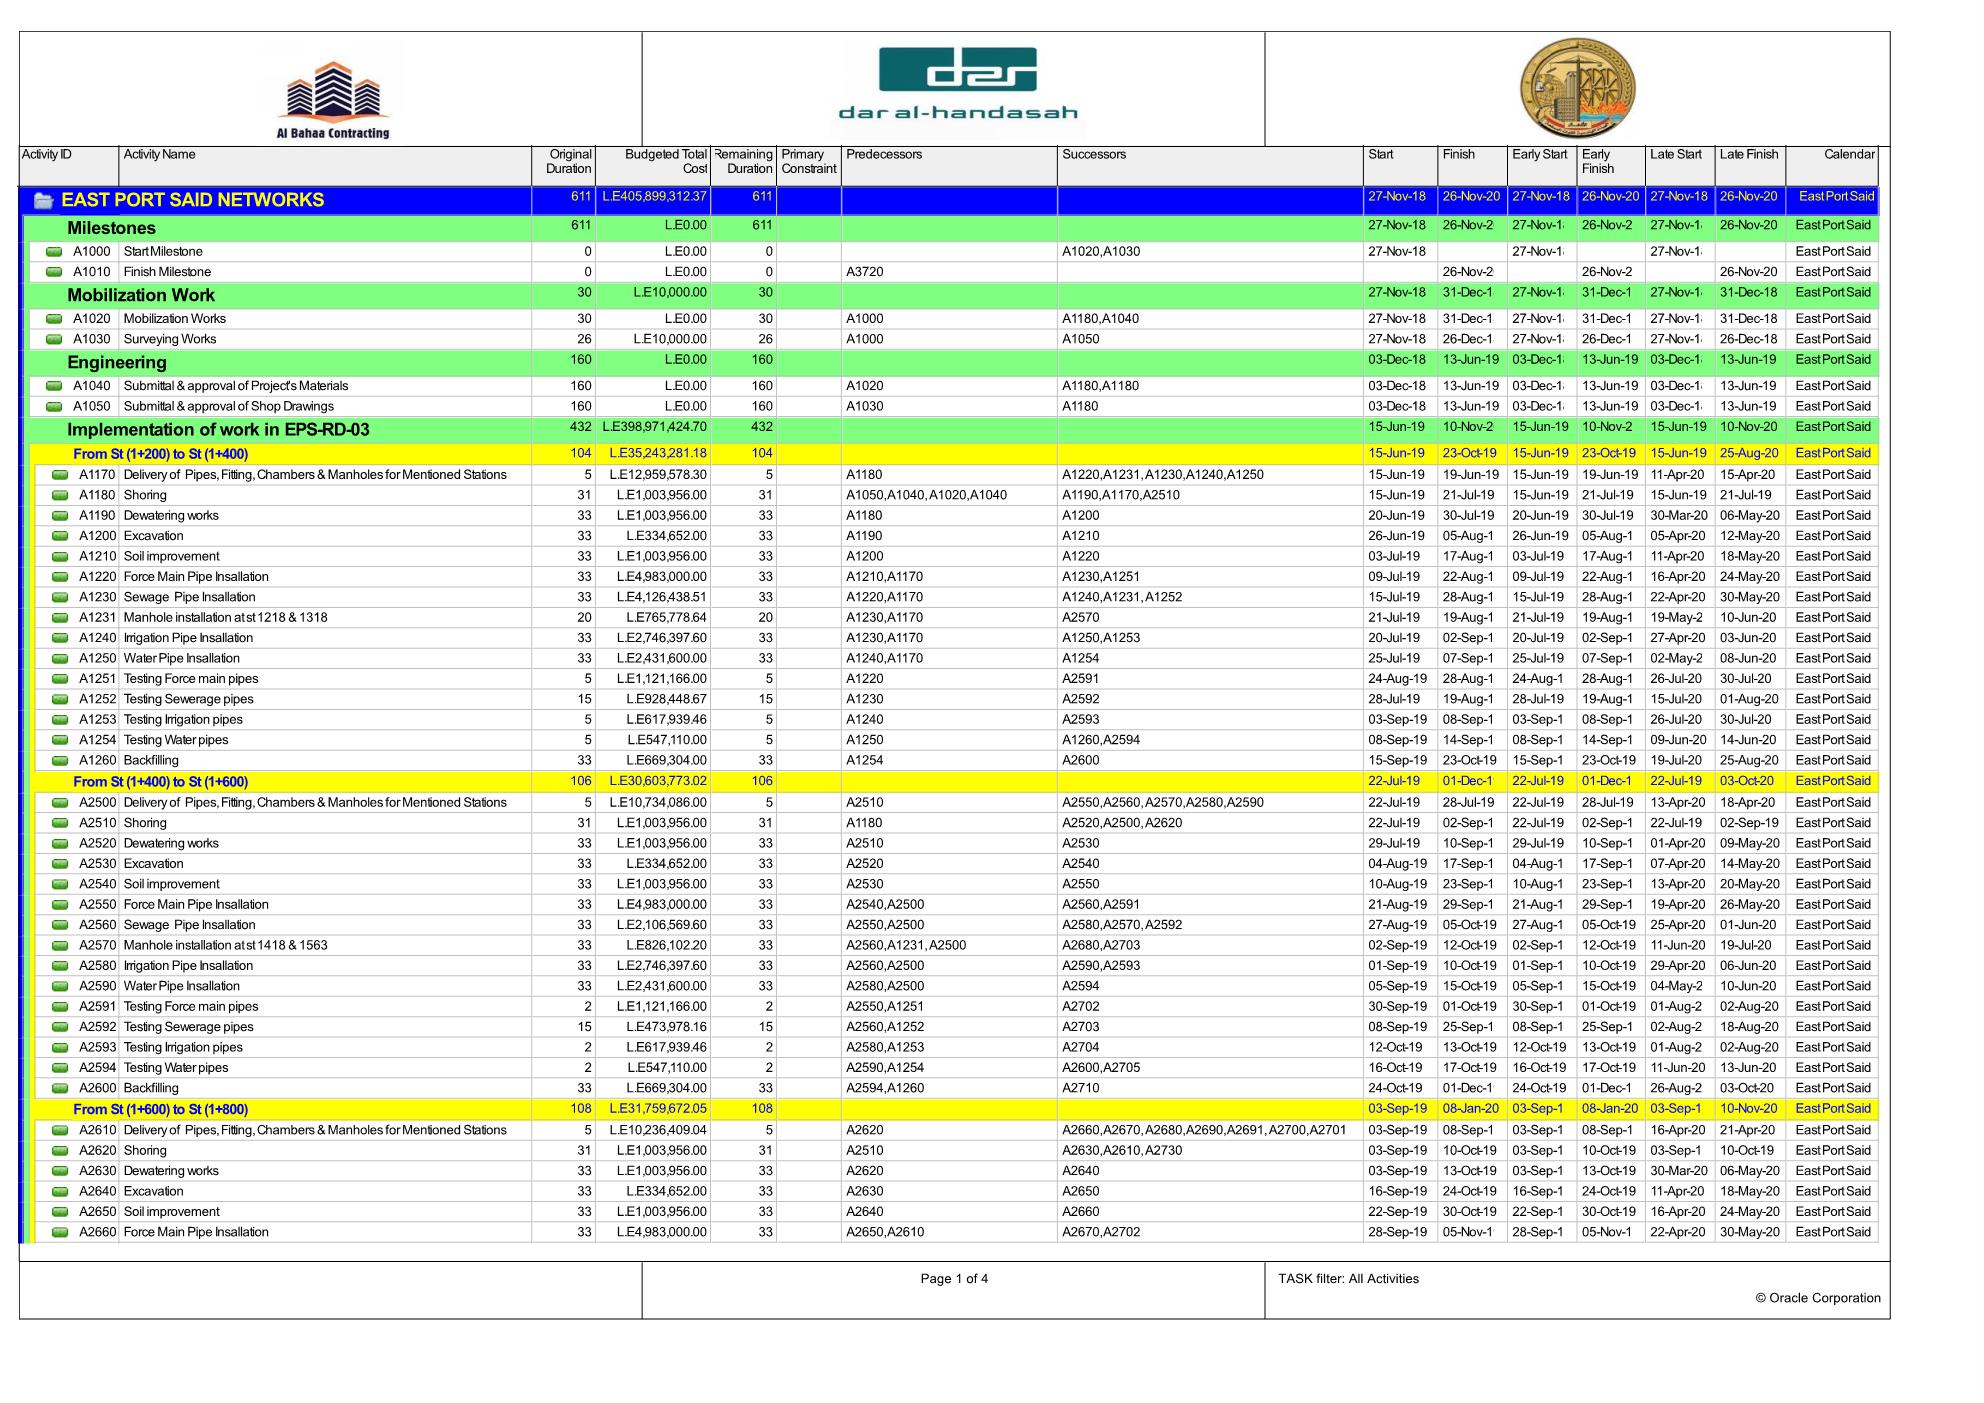 Al Bahaa Contracting
dar
dar al-handasah
Activity ID Activity Name Original Duration Budgeted Total Cost Remaining Duration Primary Constraint Predecessors Successors Start Finish Early Start Early Finish Late Start Late Finish Calendar
EAST PORT SAID NETWORKS 611 L.E405,899,312.37 611 27-Nov-18 26-Nov-20 27-Nov-18 26-Nov-20 27-Nov-18 26-Nov-20 East Port Said
Milestones 611 L.E0.00 611 27-Nov-18 26-Nov-2 27-Nov-1 26-Nov-2 27-Nov-1 26-Nov-20 East Port Said
A1000 Start Milestone 0 L.E0.00 0 A1020,A1030 27-Nov-18 27-Nov-1 27-Nov-1 East Port Said
A1010 Finish Milestone 0 L.E0.00 0 A3720 26-Nov-2 26-Nov-2 26-Nov-20 East Port Said
Mobilization Work 30 L.E10,000.00 30 27-Nov-18 31-Dec-1 27-Nov-1 31-Dec-1 27-Nov-1 31-Dec-18 East Port Said
A1020 Mobilization Works 30 L.E0.00 30 A1000 A1180,A1040 27-Nov-18 31-Dec-1 27-Nov-1 31-Dec-1 27-Nov-1 31-Dec-18 East Port Said
A1030 Surveying Works 26 L.E10,000.00 26 A1000 A1050 27-Nov-18 26-Dec-1 27-Nov-1 26-Dec-1 27-Nov-1 26-Dec-18 East Port Said
Engineering 160 L.E0.00 160 03-Dec-18 13-Jun-19 03-Dec-1 13-Jun-19 03-Dec-1 13-Jun-19 East Port Said
A1040 Submittal & approval of Project's Materials 160 L.E0.00 160 A1020 A1180,A1180 03-Dec-18 13-Jun-19 03-Dec-1 13-Jun-19 03-Dec-1 13-Jun-19 East Port Said
A1050 Submittal & approval of Shop Drawings 160 L.E0.00 160 A1030 A1180 03-Dec-18 13-Jun-19 03-Dec-1 13-Jun-19 03-Dec-1 13-Jun-19 East Port Said
Implementation of work in EPS-RD-03 432 L.E398,971,424.70 432 15-Jun-19 10-Nov-2 15-Jun-19 10-Nov-2 15-Jun-19 10-Nov-20 East Port Said
From St (1+200) to St (1+400) 104 L.E35,243,281.18 104 15-Jun-19 23-Oct-19 15-Jun-19 23-Oct-19 15-Jun-19 25-Aug-20 East Port Said
A1170 Delivery of Pipes, Fitting, Chambers & Manholes for Mentioned Stations 5 L.E12,959,578.30 5 A1180 A1220,A1231,A1230,A1240,A1250 15-Jun-19 19-Jun-19 15-Jun-19 19-Jun-19 11-Apr-20 15-Apr-20 East Port Said
A1180 Shoring 31 L.E1,003,956.00 31 A1050,A1040,A1020,A1040 A1190,A1170,A2510 15-Jun-19 21-Jul-19 15-Jun-19 21-Jul-19 15-Jun-19 21-Jul-19 East Port Said
A1190 Dewatering works 33 L.E1,003,956.00 33 A1180 A1200 20-Jun-19 30-Jul-19 20-Jun-19 30-Jul-19 30-Mar-20 06-May-20 East Port Said
A1200 Excavation 33 L.E334,652.00 33 A1190 A1210 26-Jun-19 05-Aug-1 26-Jun-19 05-Aug-1 05-Apr-20 12-May-20 East Port Said
A1210 Soil improvement 33 L.E1,003,956.00 33 A1200 A1220 03-Jul-19 17-Aug-1 03-Jul-19 17-Aug-1 11-Apr-20 18-May-20 East Port Said
A1220 Force Main Pipe Insallation 33 L.E4,983,000.00 33 A1210,A1170 A1230,A1251 09-Jul-19 22-Aug-1 09-Jul-19 22-Aug-1 16-Apr-20 24-May-20 East Port Said
A1230 Sewage Pipe Insallation 33 L.E4,126,438.51 33 A1220,A1170 A1240,A1231,A1252 15-Jul-19 28-Aug-1 15-Jul-19 28-Aug-1 22-Apr-20 30-May-20 East Port Said
A1231 Manhole installation at st 1218 & 1318 20 L.E765,778.64 20 A1230,A1170 A2570 21-Jul-19 19-Aug-1 21-Jul-19 19-Aug-1 19-May-2 10-Jun-20 East Port Said
A1240 Irrigation Pipe Insallation 33 L.E2,746,397.60 33 A1230,A1170 A1250,A1253 20-Jul-19 02-Sep-1 20-Jul-19 02-Sep-1 27-Apr-20 03-Jun-20 East Port Said
A1250 Water Pipe Insallation 33 L.E2,431,600.00 33 A1240,A1170 A1254 25-Jul-19 07-Sep-1 25-Jul-19 07-Sep-1 02-May-2 08-Jun-20 East Port Said
A1251 Testing Force main pipes 5 L.E1,121,166.00 5 A1220 A2591 24-Aug-19 28-Aug-1 24-Aug-1 28-Aug-1 26-Jul-20 30-Jul-20 East Port Said
A1252 Testing Sewerage pipes 15 L.E928,448.67 15 A1230 A2592 28-Jul-19 19-Aug-1 28-Jul-19 19-Aug-1 15-Jul-20 01-Aug-20 East Port Said
A1253 Testing Irrigation pipes 5 L.E617,939.46 5 A1240 A2593 03-Sep-19 08-Sep-1 03-Sep-1 08-Sep-1 26-Jul-20 30-Jul-20 East Port Said
A1254 Testing Water pipes 5 L.E547,110.00 5 A1250 A1260,A2594 08-Sep-19 14-Sep-1 08-Sep-1 14-Sep-1 09-Jun-20 14-Jun-20 East Port Said
A1260 Backfilling 33 L.E669,304.00 33 A1254 A2600 15-Sep-19 23-Oct-19 15-Sep-1 23-Oct-19 19-Jul-20 25-Aug-20 East Port Said
From St (1+400) to St (1+600) 106 L.E30,603,773.02 106 22-Jul-19 01-Dec-1 22-Jul-19 01-Dec-1 22-Jul-19 03-Oct-20 East Port Said
A2500 Delivery of Pipes, Fitting, Chambers & Manholes for Mentioned Stations 5 L.E10,734,086.00 5 A2510 A2550,A2560,A2570,A2580,A2590 22-Jul-19 28-Jul-19 22-Jul-19 28-Jul-19 13-Apr-20 18-Apr-20 East Port Said
A2510 Shoring 31 L.E1,003,956.00 31 A1180 A2520,A2500,A2620 22-Jul-19 02-Sep-1 22-Jul-19 02-Sep-1 22-Jul-19 02-Sep-19 East Port Said
A2520 Dewatering works 33 L.E1,003,956.00 33 A2510 A2530 29-Jul-19 10-Sep-1 29-Jul-19 10-Sep-1 01-Apr-20 09-May-20 East Port Said
A2530 Excavation 33 L.E334,652.00 33 A2520 A2540 04-Aug-19 17-Sep-1 04-Aug-1 17-Sep-1 07-Apr-20 14-May-20 East Port Said
A2540 Soil improvement 33 L.E1,003,956.00 33 A2530 A2550 10-Aug-19 23-Sep-1 10-Aug-1 23-Sep-1 13-Apr-20 20-May-20 East Port Said
A2550 Force Main Pipe Insallation 33 L.E4,983,000.00 33 A2540,A2500 A2560,A2591 21-Aug-19 29-Sep-1 21-Aug-1 29-Sep-1 19-Apr-20 26-May-20 East Port Said
A2560 Sewage Pipe Insallation 33 L.E2,106,569.60 33 A2550,A2500 A2580,A2570,A2592 27-Aug-19 05-Oct-19 27-Aug-1 05-Oct-19 25-Apr-20 01-Jun-20 East Port Said
A2570 Manhole installation at st 1418 & 1563 33 L.E826,102.20 33 A2560,A1231,A2500 A2680,A2703 02-Sep-19 12-Oct-19 02-Sep-1 12-Oct-19 11-Jun-20 19-Jul-20 East Port Said
A2580 Irrigation Pipe Insallation 33 L.E2,746,397.60 33 A2560,A2500 A2590,A2593 01-Sep-19 10-Oct-19 01-Sep-1 10-Oct-19 29-Apr-20 06-Jun-20 East Port Said
A2590 Water Pipe Insallation 33 L.E2,431,600.00 33 A2580,A2500 A2594 05-Sep-19 15-Oct-19 05-Sep-1 15-Oct-19 04-May-2 10-Jun-20 East Port Said
A2591 Testing Force main pipes 2 L.E1,121,166.00 2 A2550,A1251 A2702 30-Sep-19 01-Oct-19 30-Sep-1 01-Oct-19 01-Aug-2 02-Aug-20 East Port Said
A2592 Testing Sewerage pipes 15 L.E473,978.16 15 A2560,A1252 A2703 08-Sep-19 25-Sep-1 08-Sep-1 25-Sep-1 02-Aug-2 18-Aug-20 East Port Said
A2593 Testing Irrigation pipes 2 L.E617,939.46 2 A2580,A1253 A2704 12-Oct-19 13-Oct-19 12-Oct-19 13-Oct-19 01-Aug-2 02-Aug-20 East Port Said
A2594 Testing Water pipes 2 L.E547,110.00 2 A2590,A1254 A2600,A2705 16-Oct-19 17-Oct-19 16-Oct-19 17-Oct-19 11-Jun-20 13-Jun-20 East Port Said
A2600 Backfilling 33 L.E669,304.00 33 A2594,A1260 A2710 24-Oct-19 01-Dec-1 24-Oct-19 01-Dec-1 26-Aug-2 03-Oct-20 East Port Said
From St (1+600) to St (1+800) 108 L.E31,759,672.05 108 03-Sep-19 08-Jan-20 03-Sep-1 08-Jan-20 03-Sep-1 10-Nov-20 East Port Said
A2610 Delivery of Pipes, Fitting, Chambers & Manholes for Mentioned Stations 5 L.E10,236,409.04 5 A2620 A2660,A2670,A2680,A2690,A2691,A2700,A2701 03-Sep-19 08-Sep-1 03-Sep-1 08-Sep-1 16-Apr-20 21-Apr-20 East Port Said
A2620 Shoring 31 L.E1,003,956.00 31 A2510 A2630,A2610,A2730 03-Sep-19 10-Oct-19 03-Sep-1 10-Oct-19 03-Sep-1 10-Oct-19 East Port Said
A2630 Dewatering works 33 L.E1,003,956.00 33 A2620 A2640 03-Sep-19 13-Oct-19 03-Sep-1 13-Oct-19 30-Mar-20 06-May-20 East Port Said
A2640 Excavation 33 L.E334,652.00 33 A2630 A2650 16-Sep-19 24-Oct-19 16-Sep-1 24-Oct-19 11-Apr-20 18-May-20 East Port Said
A2650 Soil improvement 33 L.E1,003,956.00 33 A2640 A2660 22-Sep-19 30-Oct-19 22-Sep-1 30-Oct-19 16-Apr-20 24-May-20 East Port Said
A2660 Force Main Pipe Insallation 33 L.E4,983,000.00 33 A2650,A2610 A2670,A2702 28-Sep-19 05-Nov-1 28-Sep-1 05-Nov-1 22-Apr-20 30-May-20 East Port Said
Page 1 of 4
TASK filter: All Activities
© Oracle Corporation